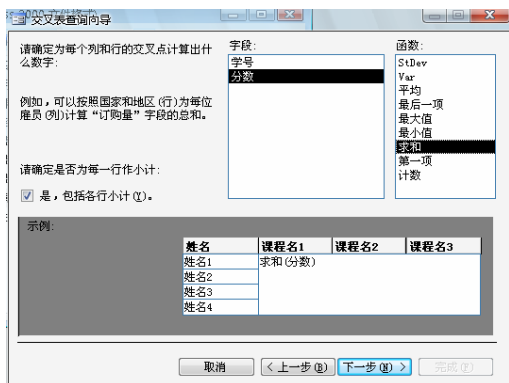 交叉表查询向导
请确定为每个列和行的交叉点计算出什
么数字:
例如，可以按照国家和地区(行)为每位
雇员(列)计算“订购量”字段的总和。
请确定是否为每一行作小计:
是，包括各行小计(Y)。
字段:
学号
分数
函数:
StDev
Var
平均
最后一项
最大值
最小值
求和
第一项
计数
示例:
姓名 课程名1 课程名2 课程名3
姓名1 求和(分数)
姓名2
姓名3
姓名4
取消 < 上一步(B) 下一步(N) > 完成(F)